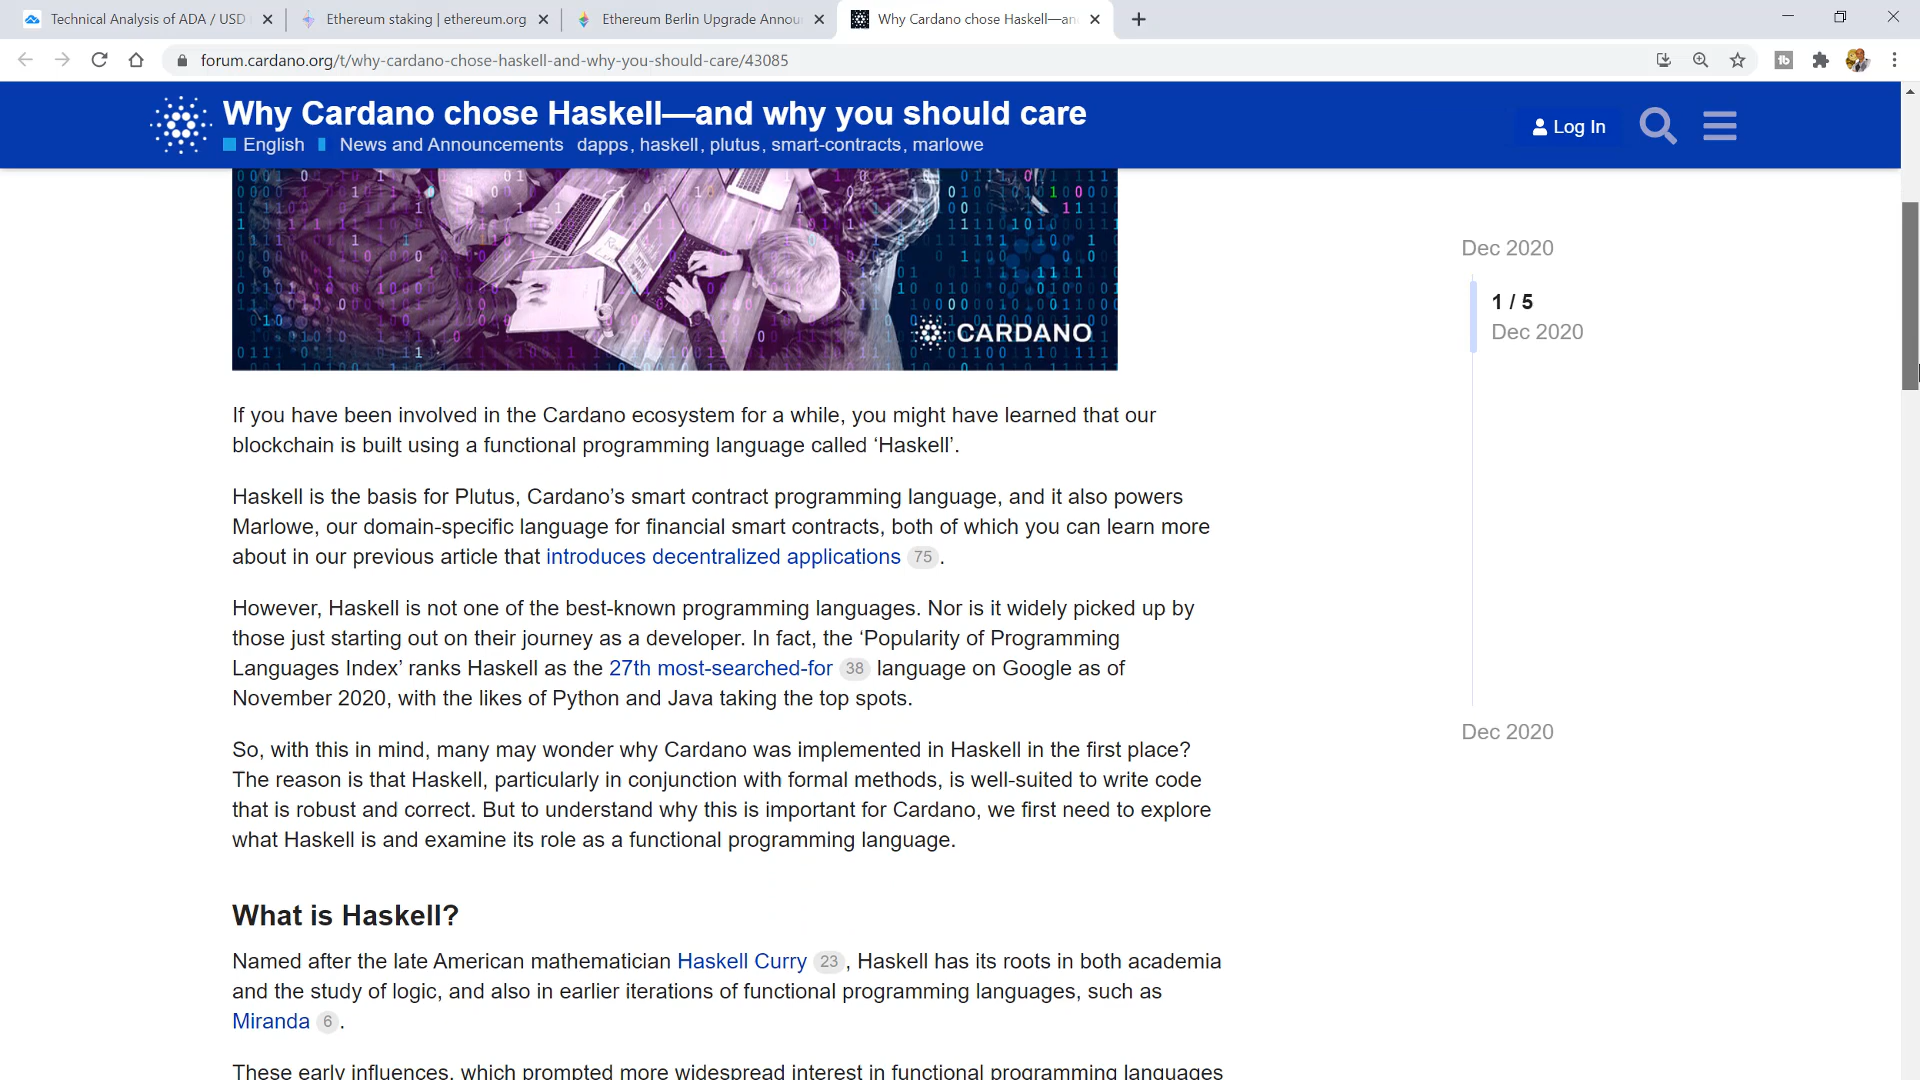 Technical Analysis of ADA / USD
Ethereum staking | ethereum.org
Ethereum Berlin Upgrade Annou
Why Cardano chose Haskell—an
forum.cardano.org/t/why-cardano-chose-haskell-and-why-you-should-care/43085
Why Cardano chose Haskell—and why you should care
English News and Announcements dapps, haskell, plutus, smart-contracts, marlowe
Log In
CARDANO
Dec 2020
1 / 5
Dec 2020
Dec 2020
If you have been involved in the Cardano ecosystem for a while, you might have learned that our
blockchain is built using a functional programming language called ‘Haskell’.
Haskell is the basis for Plutus, Cardano’s smart contract programming language, and it also powers
Marlowe, our domain-specific language for financial smart contracts, both of which you can learn more
about in our previous article that introduces decentralized applications 75 .
However, Haskell is not one of the best-known programming languages. Nor is it widely picked up by
those just starting out on their journey as a developer. In fact, the ‘Popularity of Programming
Languages Index’ ranks Haskell as the 27th most-searched-for 38 language on Google as of
November 2020, with the likes of Python and Java taking the top spots.
So, with this in mind, many may wonder why Cardano was implemented in Haskell in the first place?
The reason is that Haskell, particularly in conjunction with formal methods, is well-suited to write code
that is robust and correct. But to understand why this is important for Cardano, we first need to explore
what Haskell is and examine its role as a functional programming language.
What is Haskell?
Named after the late American mathematician Haskell Curry 23 , Haskell has its roots in both academia
and the study of logic, and also in earlier iterations of functional programming languages, such as
Miranda 6 .
These early influences, which prompted more widespread interest in functional programming languages